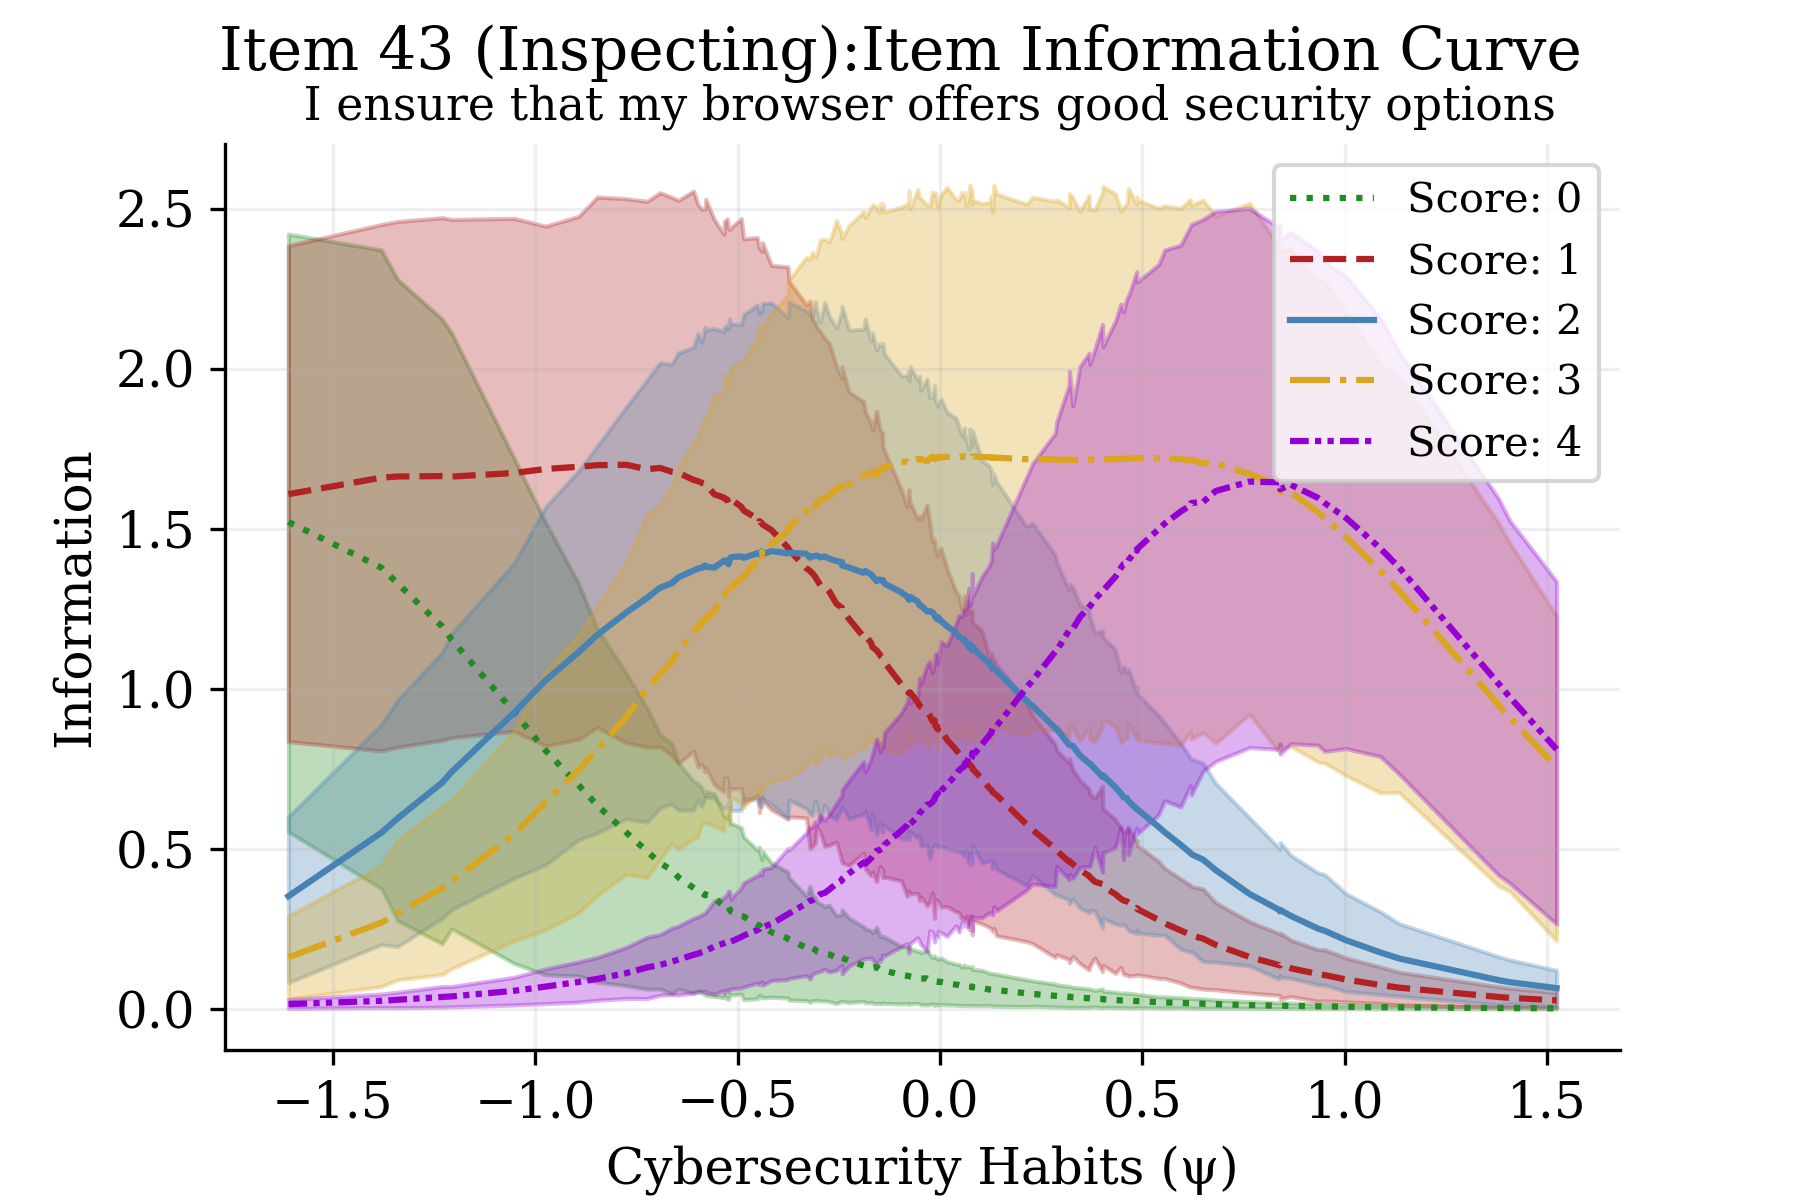 Item 43 (Inspecting):Item Information Curve
I ensure that my browser offers good security options
Score: 0
Score: 1
Score: 2
Score: 3
Score: 4
Information
2.5
2.0
1.5
1.0
0.5
0.0
−1.5 −1.0 −0.5 0.0 0.5 1.0 1.5
Cybersecurity Habits (ψ)